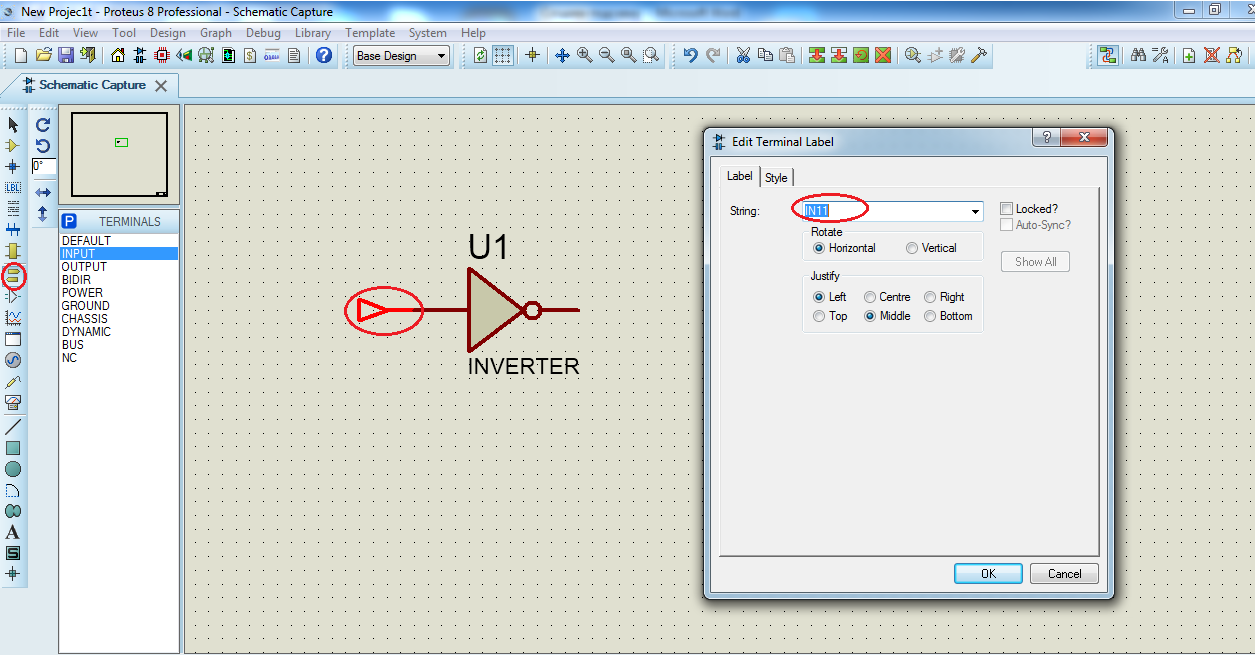 New Projec1t - Proteus 8 Professional - Schematic Capture
File Edit View Tool Design Graph Debug Library Template System Help
Base Design
Schematic Capture
LBL
0°
P TERMINALS
DEFAULT
INPUT
OUTPUT
BIDIR
POWER
GROUND
CHASSIS
DYNAMIC
BUS
NC
A
S
U1
INVERTER
Edit Terminal Label
Label Style
String: IN11
Locked?
Auto-Sync?
Show All
Rotate
Horizontal Vertical
Justify
Left Centre Right
Top Middle Bottom
OK Cancel